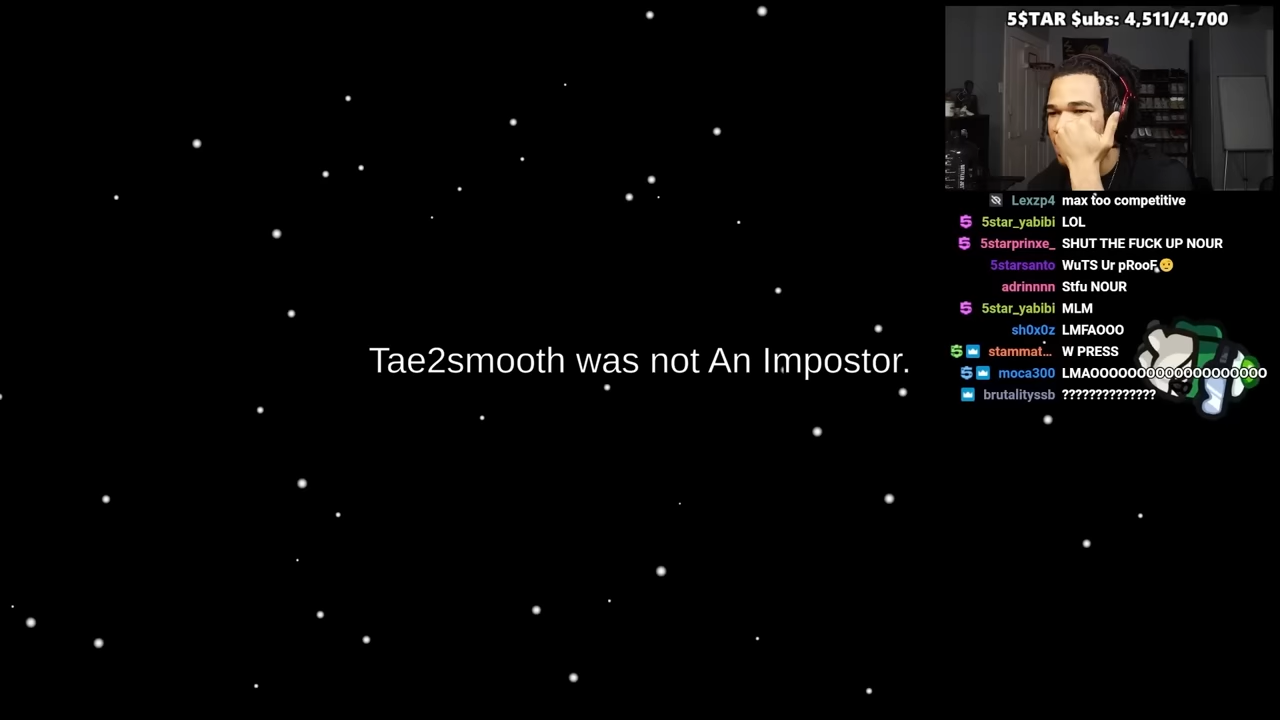 5$TAR $ubs: 4,511/4,700
Lexzp4 max too competitive
5star_yabibi LOL
5starprinxe_ SHUT THE FUCK UP NOUR
5starsanto WuTS Ur pRooF
adrinnnn Stfu NOUR
5star_yabibi MLM
sh0x0z LMFAOOO
stammat... W PRESS
moca300 LMAOOOOOOOOOOOOOOOOOOO
brutalityssb ??????????????
Tae2smooth was not An Impostor.